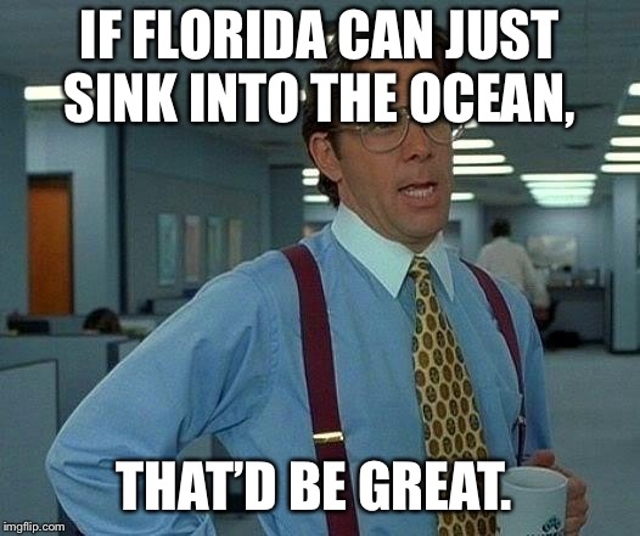 IF FLORIDA CAN JUST
SINK INTO THE OCEAN,
THAT'D BE GREAT.
imgflip.com